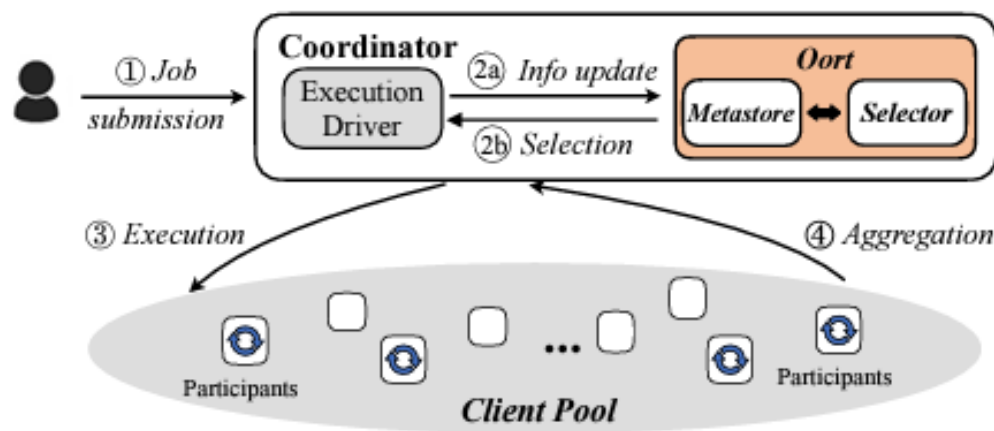 Coordinator
① Job
submission
Execution
Driver
2a Info update
2b Selection
Oort
Metastore
Selector
③ Execution
④ Aggregation
...
Participants
Participants
Client Pool